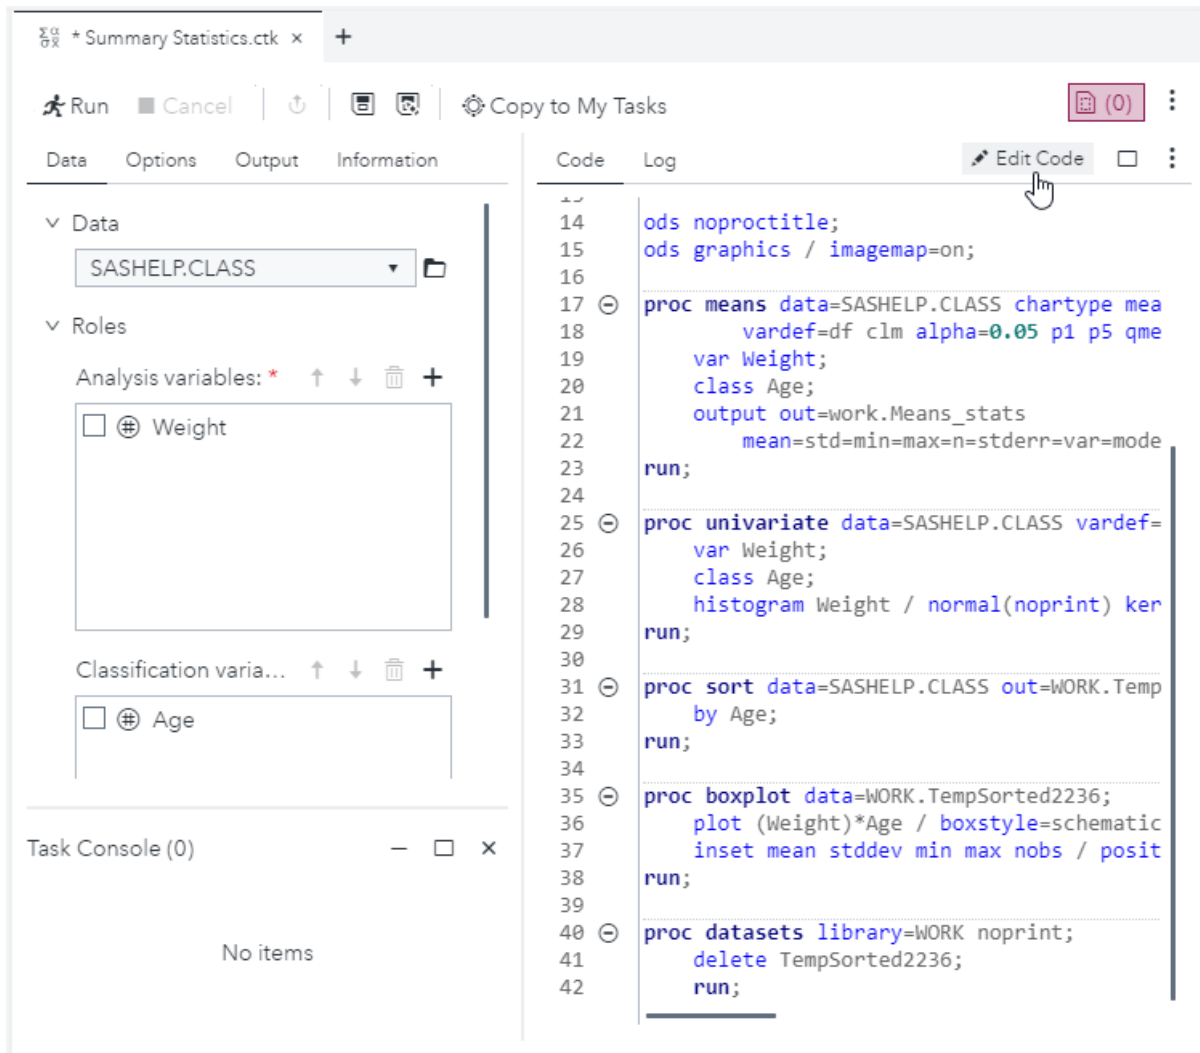 * Summary Statistics.ctk × +
Run Cancel Copy to My Tasks (0)
Data Options Output Information
Code Log Edit Code
Data
SASHELP.CLASS
Roles
Analysis variables: *
Weight
Classification varia...
Age
Task Console (0)
No items
14 ods noproctitle;
15 ods graphics / imagemap=on;
16
17 proc means data=SASHELP.CLASS chartype mea
18 vardef=df clm alpha=0.05 p1 p5 qme
19 var Weight;
20 class Age;
21 output out=work.Means_stats
22 mean=std=min=max=n=stderr=var=mode
23 run;
24
25 proc univariate data=SASHELP.CLASS vardef=
26 var Weight;
27 class Age;
28 histogram Weight / normal(noprint) ker
29 run;
30
31 proc sort data=SASHELP.CLASS out=WORK.Temp
32 by Age;
33 run;
34
35 proc boxplot data=WORK.TempSorted2236;
36 plot (Weight)*Age / boxstyle=schematic
37 inset mean stddev min max nobs / posit
38 run;
39
40 proc datasets library=WORK noprint;
41 delete TempSorted2236;
42 run;